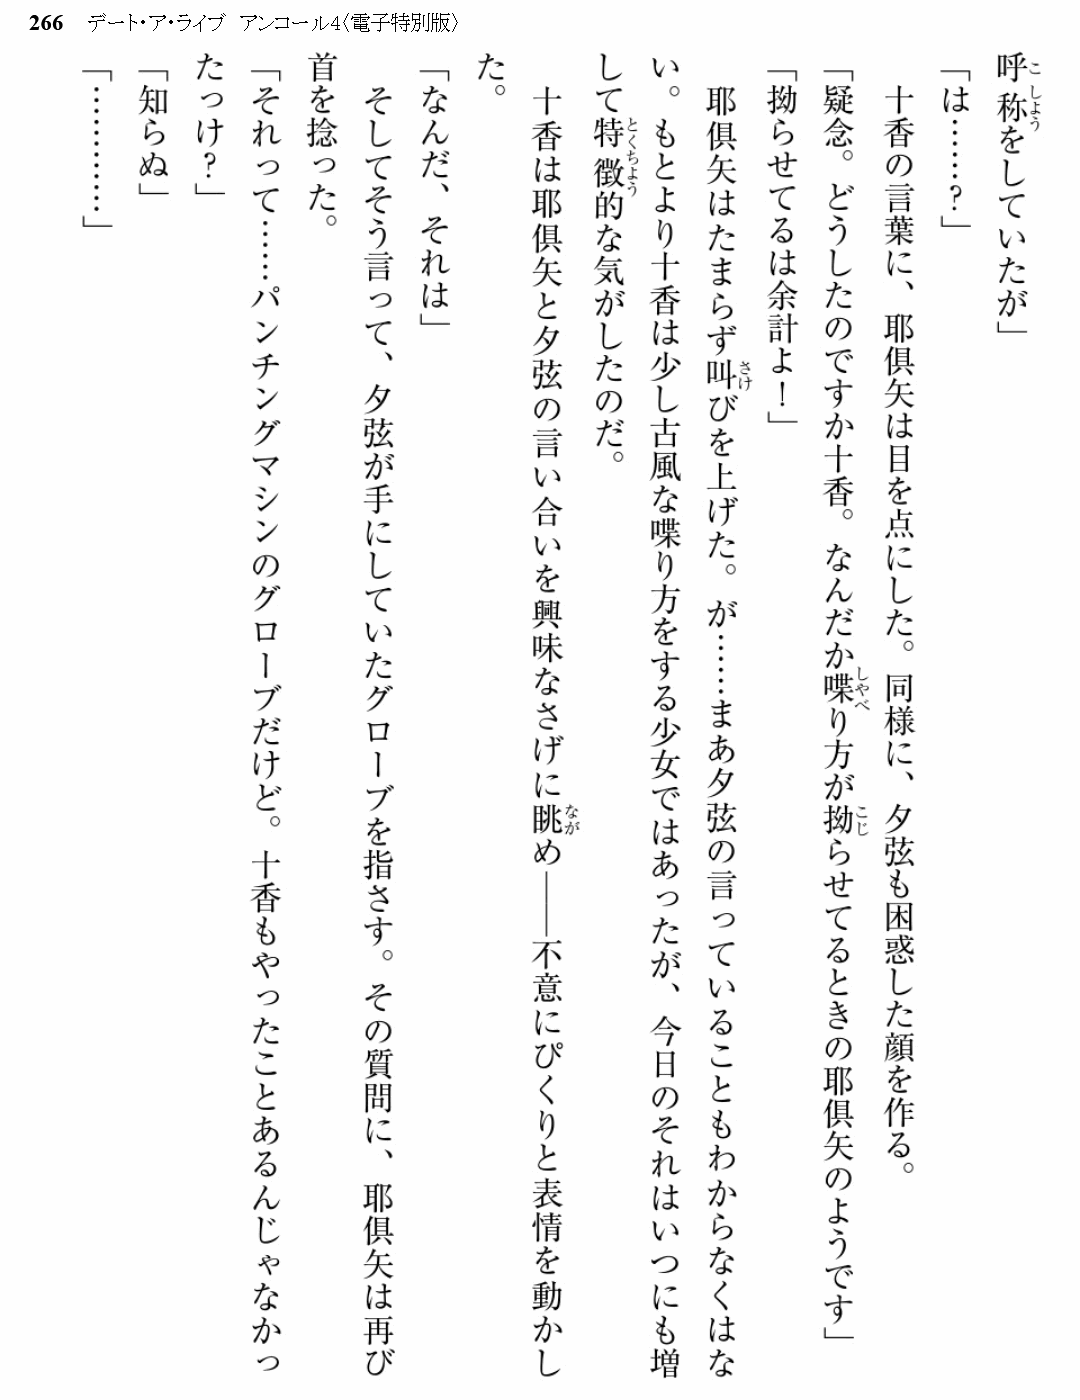 266 デート・ア・ライブ アンコール4〈電子特別版〉
呼称をしていたが」
「は……?」
　十香の言葉に、耶倶矢は目を点にした。同様に、夕弦も困惑した顔を作る。
「疑念。どうしたのですか十香。なんだか喋り方が拗らせてるときの耶倶矢のようです」
「拗らせてるは余計よ！」
　耶倶矢はたまらず叫びを上げた。が……まあ夕弦の言っていることもわからなくはな
い。もとより十香は少し古風な喋り方をする少女ではあったが、今日のそれはいつにも増
して特徴的な気がしたのだ。
　十香は耶倶矢と夕弦の言い合いを興味なさげに眺め――不意にぴくりと表情を動かし
た。
「なんだ、それは」
　そしてそう言って、夕弦が手にしていたグローブを指さす。その質問に、耶倶矢は再び
首を捻った。
「それって……パンチングマシンのグローブだけど。十香もやったことあるんじゃなかっ
たっけ？」
「知らぬ」
「…………」